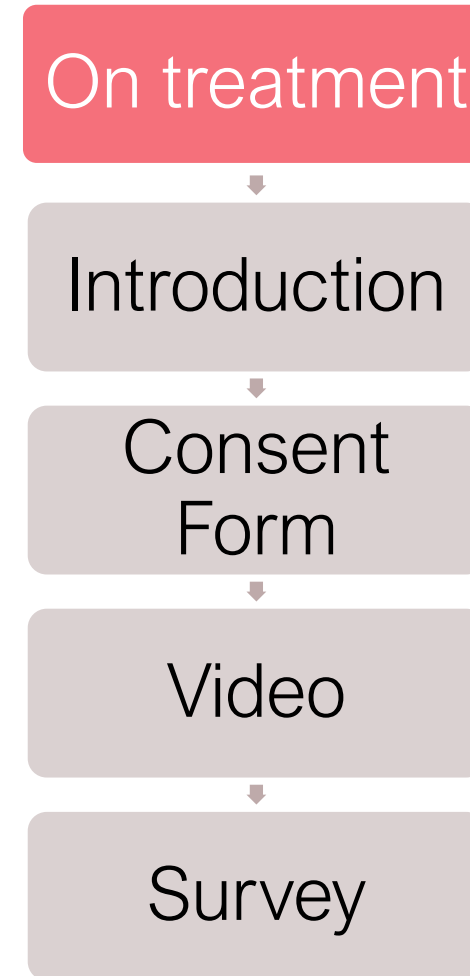 On treatment
Introduction
Consent
Form
Video
Survey